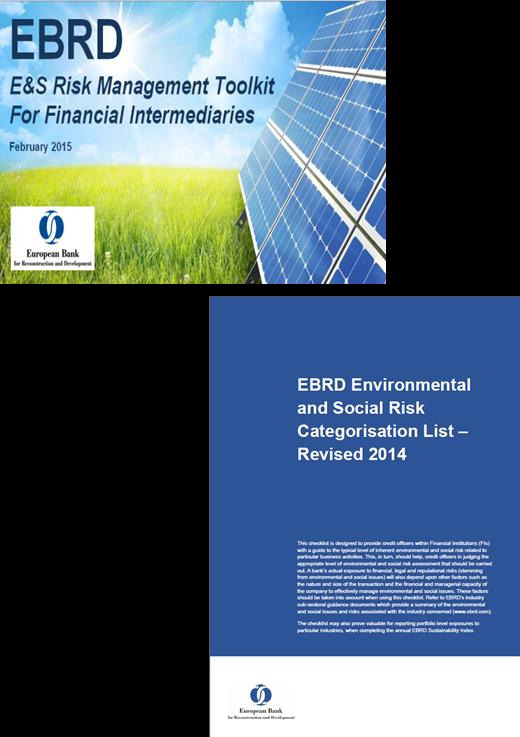 EBRD
E&S Risk Management Toolkit
For Financial Intermediaries
February 2015
European Bank
for Reconstruction and Development
EBRD Environmental
and Social Risk
Categorisation List –
Revised 2014
This checklist is designed to provide credit officers within Financial Institutions (FIs)
with a guide to the typical level of inherent environmental and social risk related to
particular business activities. This, in turn, should help, credit officers in judging the
appropriate level of environmental and social risk assessment that should be carried
out. A bank's actual exposure to financial, legal and reputational risks (stemming
from environmental and social issues) will also depend upon other factors such as
the nature and size of the transaction and the financial and managerial capacity of
the company to effectively manage environmental and social issues. These factors
should be taken into account when using this checklist. Refer to EBRD's industry
sub-sectoral guidance documents which provide a summary of the environmental
and social issues and risks associated with the industry concerned (www.ebrd.com).
The checklist may also prove valuable for reporting portfolio level exposures to
particular industries, when completing the annual EBRD Sustainability Index.
European Bank
for Reconstruction and Development